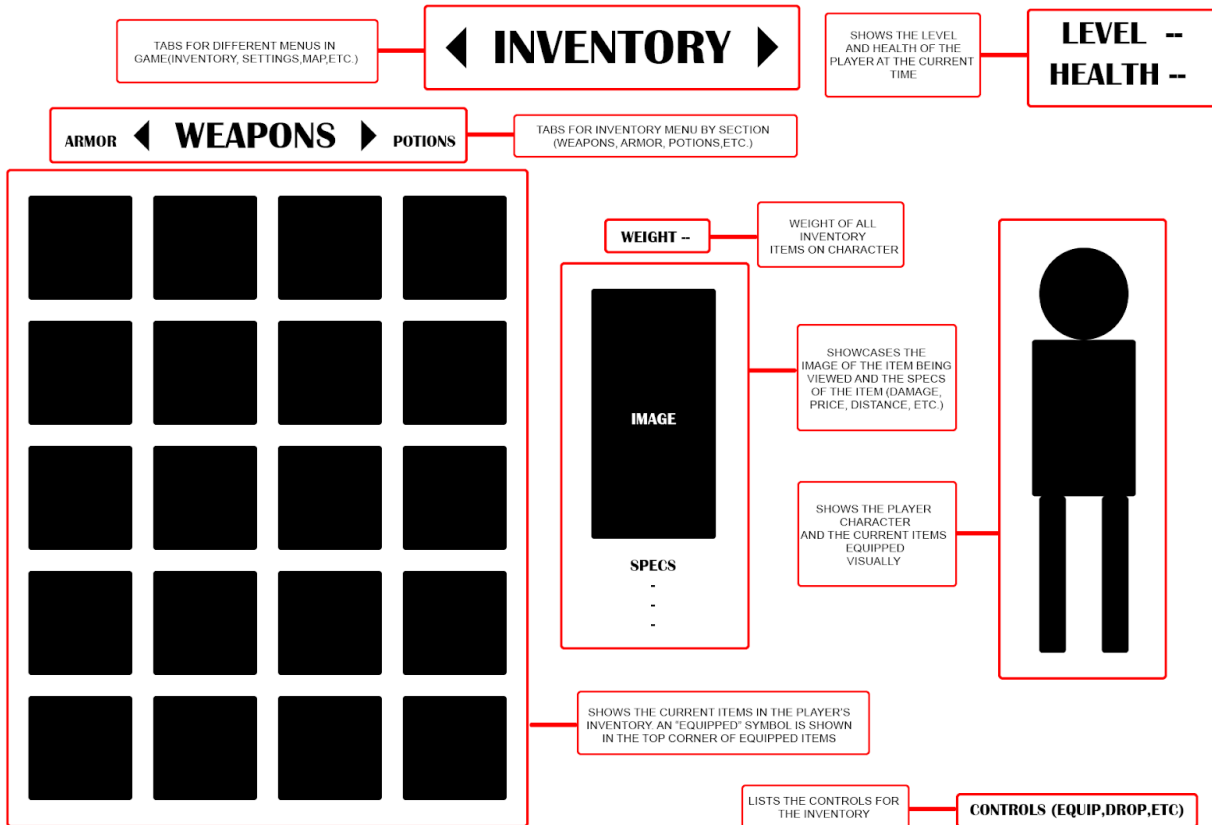 TABS FOR DIFFERENT MENUS IN
GAME(INVENTORY, SETTINGS,MAP,ETC.)
INVENTORY
SHOWS THE LEVEL
AND HEALTH OF THE
PLAYER AT THE CURRENT
TIME
LEVEL --
HEALTH --
ARMOR WEAPONS POTIONS
TABS FOR INVENTORY MENU BY SECTION
(WEAPONS, ARMOR, POTIONS,ETC.)
WEIGHT --
WEIGHT OF ALL
INVENTORY
ITEMS ON CHARACTER
IMAGE
SPECS
-
-
-
SHOWCASES THE
IMAGE OF THE ITEM BEING
VIEWED AND THE SPECS
OF THE ITEM (DAMAGE,
PRICE, DISTANCE, ETC.)
SHOWS THE PLAYER
CHARACTER
AND THE CURRENT ITEMS
EQUIPPED
VISUALLY
SHOWS THE CURRENT ITEMS IN THE PLAYER'S
INVENTORY. AN "EQUIPPED" SYMBOL IS SHOWN
IN THE TOP CORNER OF EQUIPPED ITEMS
LISTS THE CONTROLS FOR
THE INVENTORY
CONTROLS (EQUIP,DROP,ETC)